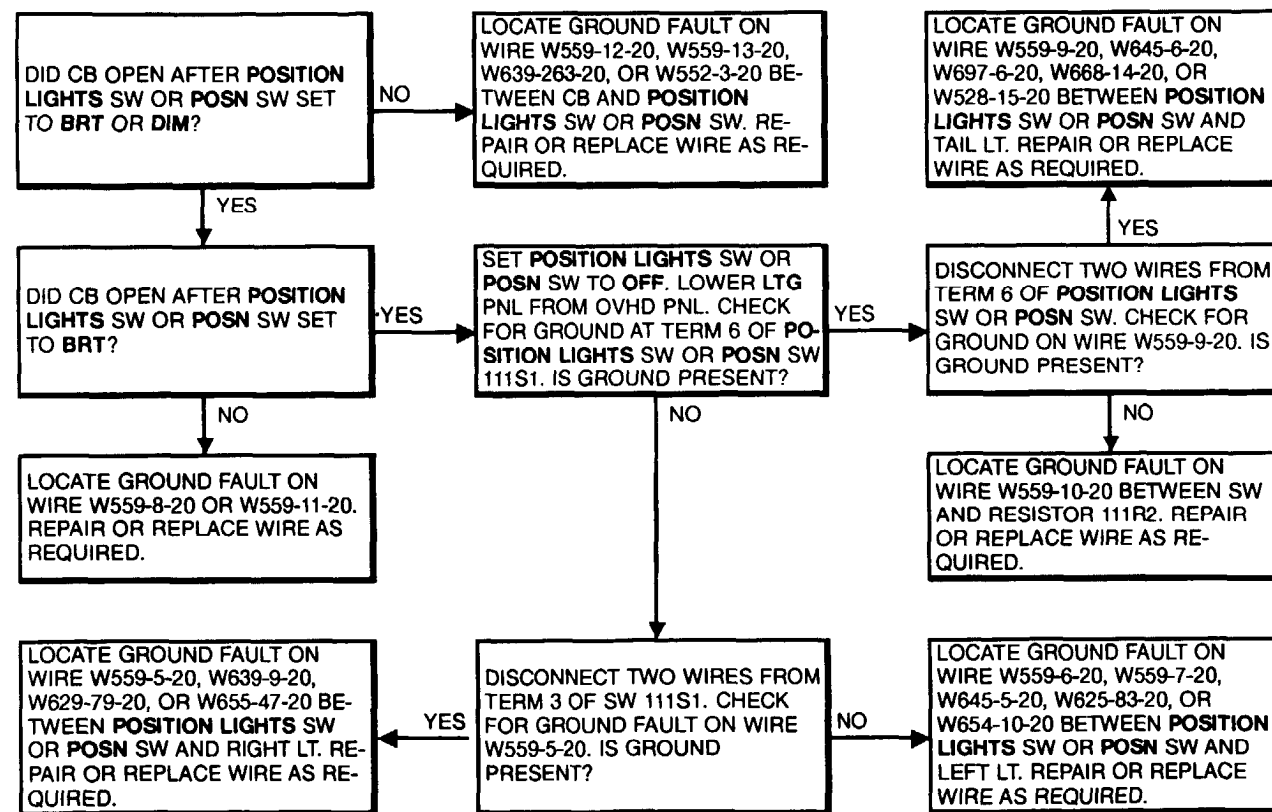 DID CB OPEN AFTER POSITION
LIGHTS SW OR POSN SW SET
TO BRT OR DIM?
NO
LOCATE GROUND FAULT ON
WIRE W559-12-20, W559-13-20,
W639-263-20, OR W552-3-20 BE-
TWEEN CB AND POSITION
LIGHTS SW OR POSN SW. RE-
PAIR OR REPLACE WIRE AS RE-
QUIRED.
LOCATE GROUND FAULT ON
WIRE W559-9-20, W645-6-20,
W697-6-20, W668-14-20, OR
W528-15-20 BETWEEN POSITION
LIGHTS SW OR POSN SW AND
TAIL LT. REPAIR OR REPLACE
WIRE AS REQUIRED.
YES
YES
DID CB OPEN AFTER POSITION
LIGHTS SW OR POSN SW SET
TO BRT?
YES
SET POSITION LIGHTS SW OR
POSN SW TO OFF. LOWER LTG
PNL FROM OVHD PNL. CHECK
FOR GROUND AT TERM 6 OF PO-
SITION LIGHTS SW OR POSN SW
111S1. IS GROUND PRESENT?
YES
DISCONNECT TWO WIRES FROM
TERM 6 OF POSITION LIGHTS
SW OR POSN SW. CHECK FOR
GROUND ON WIRE W559-9-20. IS
GROUND PRESENT?
NO
NO
NO
LOCATE GROUND FAULT ON
WIRE W559-8-20 OR W559-11-20.
REPAIR OR REPLACE WIRE AS
REQUIRED.
LOCATE GROUND FAULT ON
WIRE W559-10-20 BETWEEN SW
AND RESISTOR 111R2. REPAIR
OR REPLACE WIRE AS RE-
QUIRED.
LOCATE GROUND FAULT ON
WIRE W559-5-20, W639-9-20,
W629-79-20, OR W655-47-20 BE-
TWEEN POSITION LIGHTS SW
OR POSN SW AND RIGHT LT. RE-
PAIR OR REPLACE WIRE AS RE-
QUIRED.
YES
DISCONNECT TWO WIRES FROM
TERM 3 OF SW 111S1. CHECK
FOR GROUND FAULT ON WIRE
W559-5-20. IS GROUND
PRESENT?
NO
LOCATE GROUND FAULT ON
WIRE W559-6-20, W559-7-20,
W645-5-20, W625-83-20, OR
W654-10-20 BETWEEN POSITION
LIGHTS SW OR POSN SW AND
LEFT LT. REPAIR OR REPLACE
WIRE AS REQUIRED.